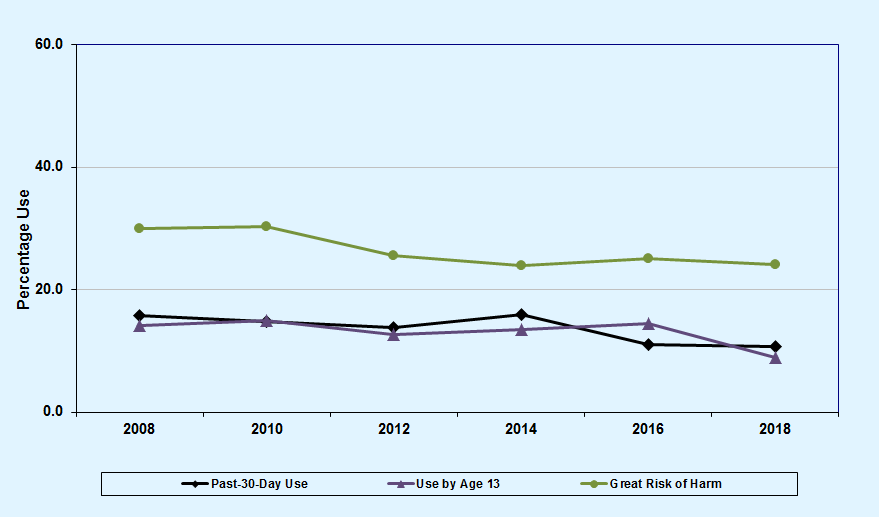 60.0
40.0
20.0
0.0
Percentage Use
2008 2010 2012 2014 2016 2018
Past-30-Day Use Use by Age 13 Great Risk of Harm